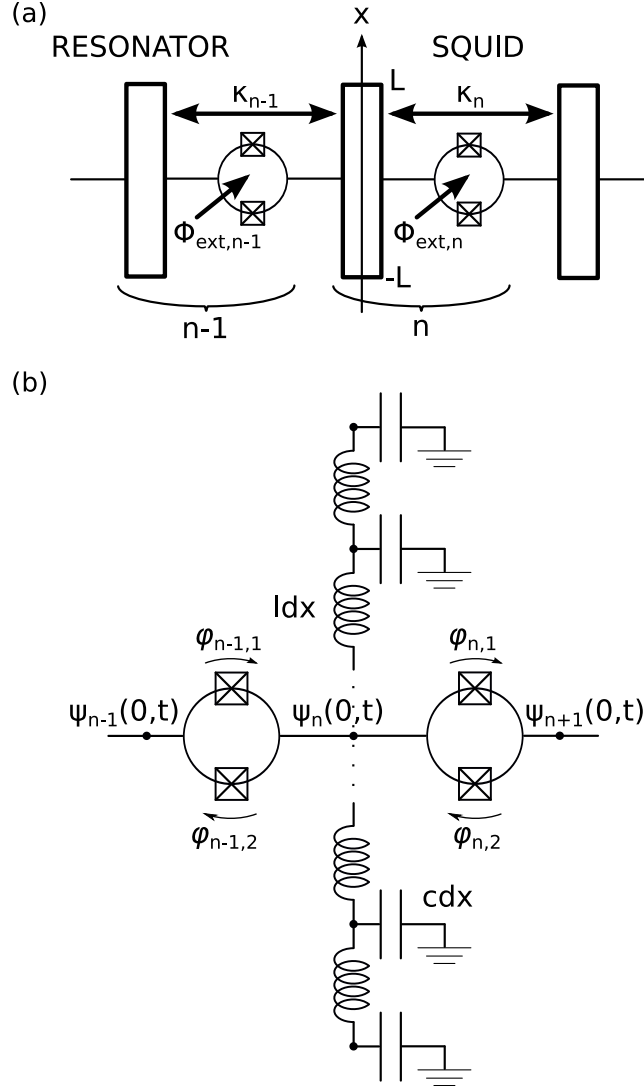 (a)
RESONATOR
x
SQUID
κn-1
L
κn
Φext,n-1
Φext,n
-L
n-1
n
(b)
ldx
φn-1,1
φn,1
ψn-1(0,t)
ψn(0,t)
ψn+1(0,t)
φn-1,2
φn,2
cdx